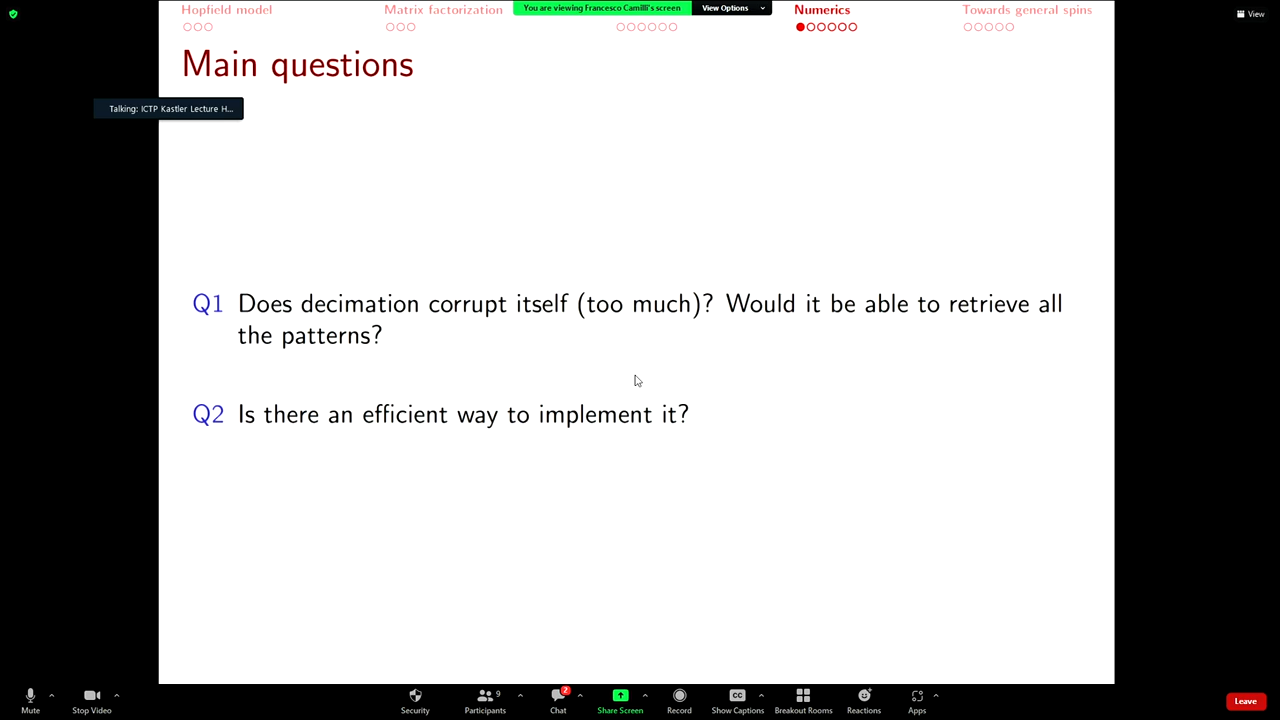 Hopfield model
Matrix factorization
You are viewing Francesco Camilli's screen
View Options
Numerics
Towards general spins
View
Main questions
Talking: ICTP Kastler Lecture H...
Q1 Does decimation corrupt itself (too much)? Would it be able to retrieve all
the patterns?
Q2 Is there an efficient way to implement it?
Mute
Stop Video
Security
9
Participants
2
Chat
Share Screen
Record
CC
Show Captions
Breakout Rooms
Reactions
Apps
Leave